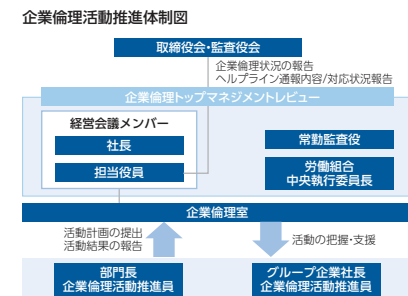 企業倫理活動推進体制図
取締役会・監査役会
企業倫理状況の報告
ヘルプライン通報内容/対応状況報告
企業倫理トップマネジメントレビュー
経営会議メンバー
社長
担当役員
常勤監査役
労働組合
中央執行委員長
企業倫理室
活動計画の提出
活動結果の報告
活動の把握・支援
部門長
企業倫理活動推進員
グループ企業社長
企業倫理活動推進員